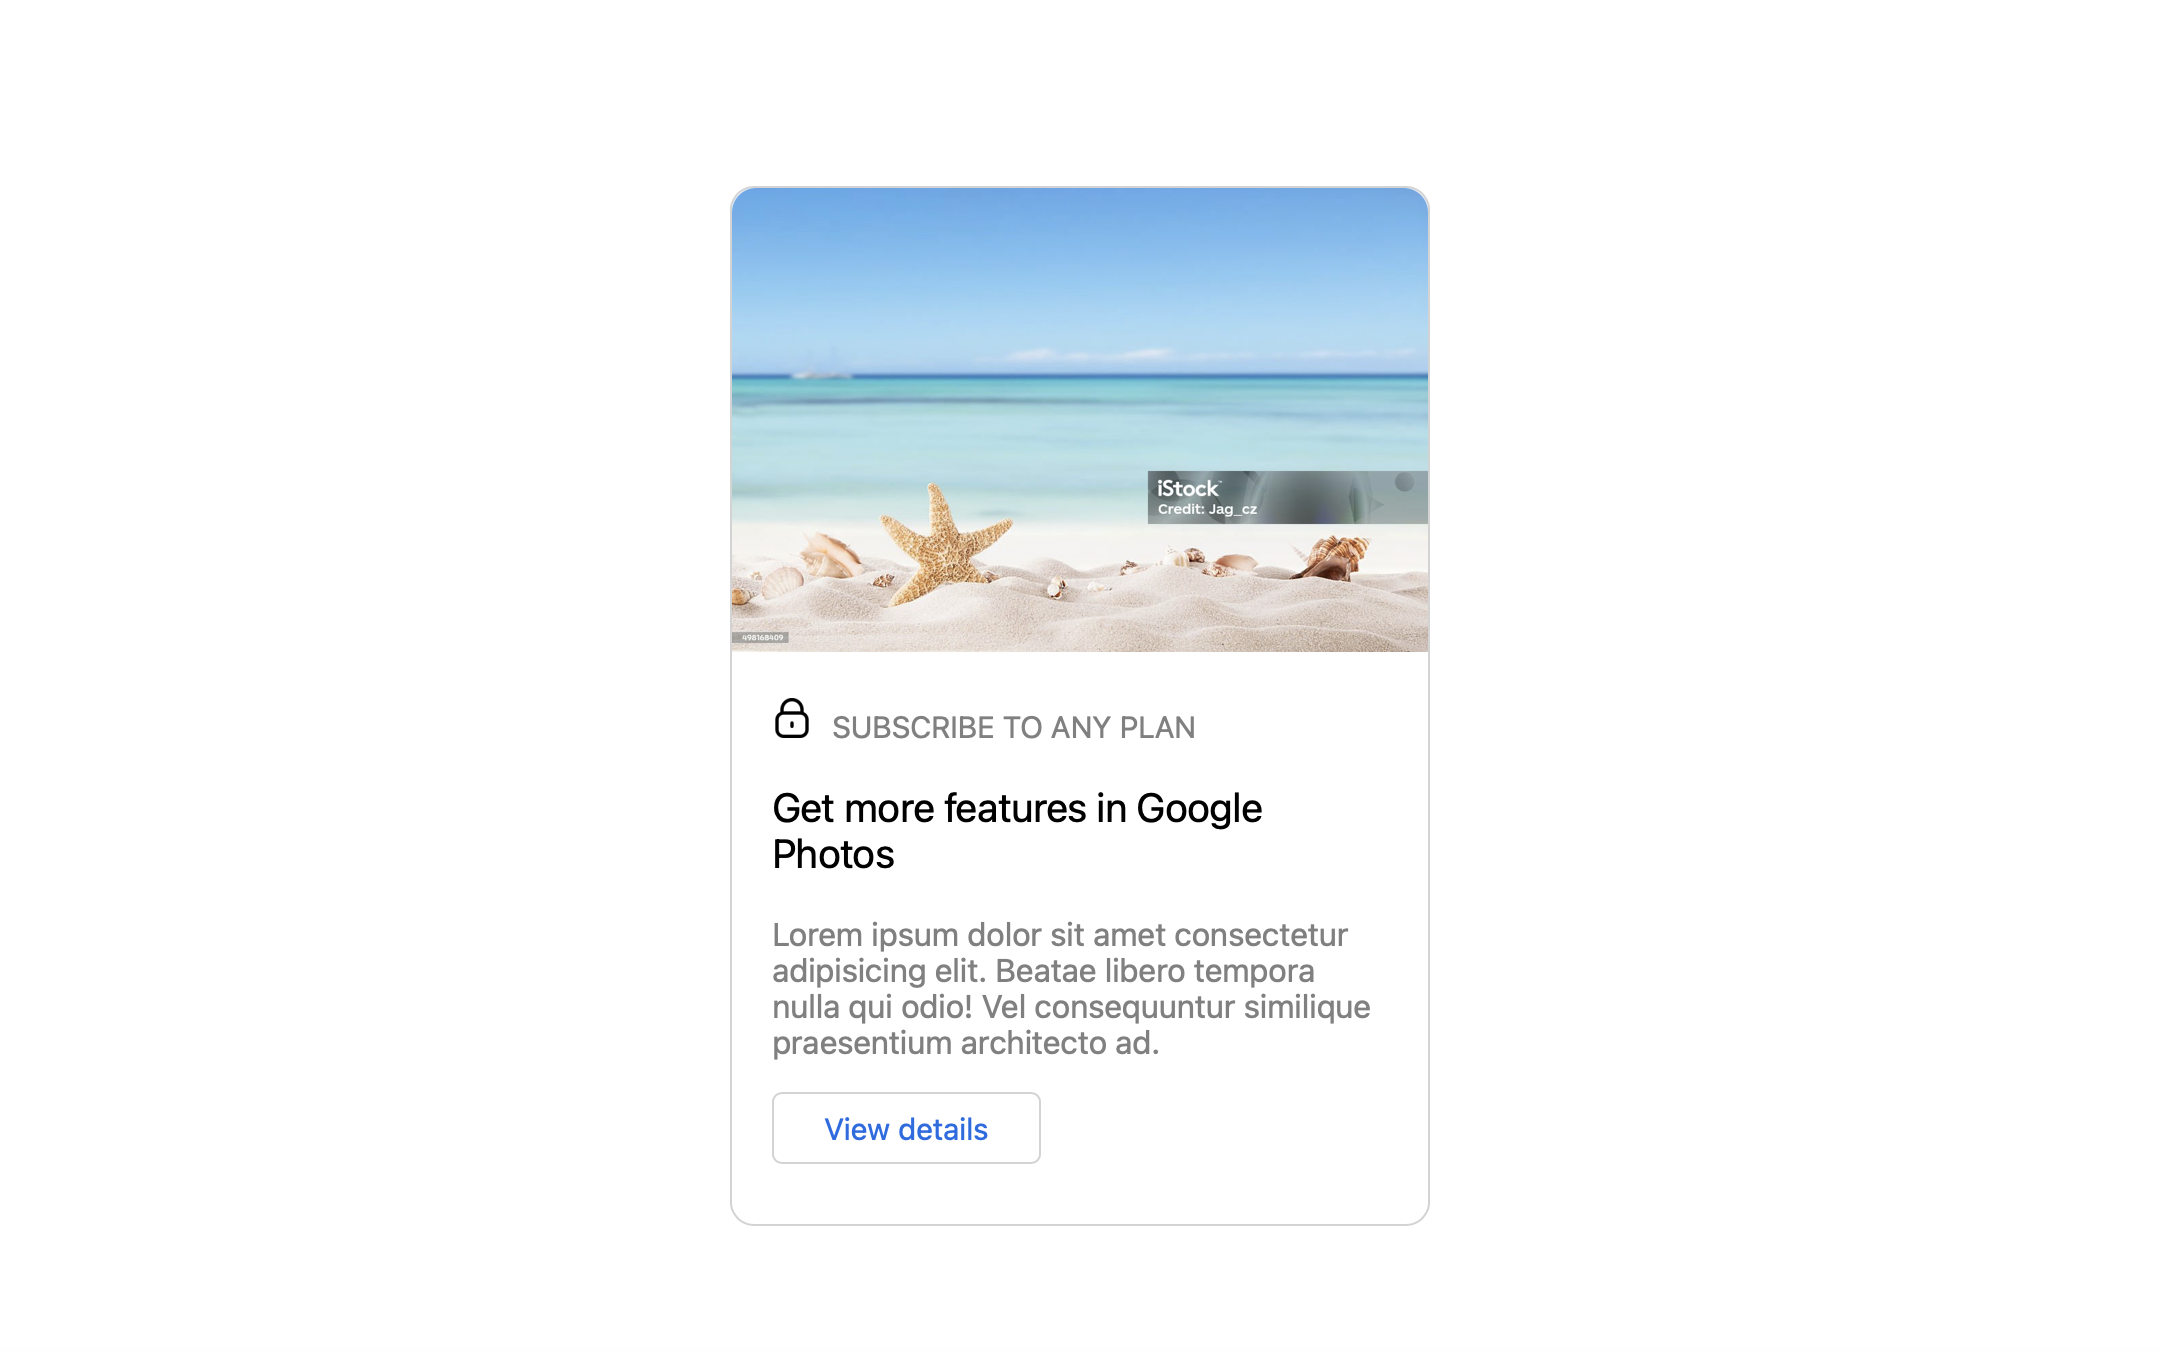 iStock™
Credit: Jag_cz
498168409
SUBSCRIBE TO ANY PLAN
Get more features in Google
Photos
Lorem ipsum dolor sit amet consectetur
adipisicing elit. Beatae libero tempora
nulla qui odio! Vel consequuntur similique
praesentium architecto ad.
View details